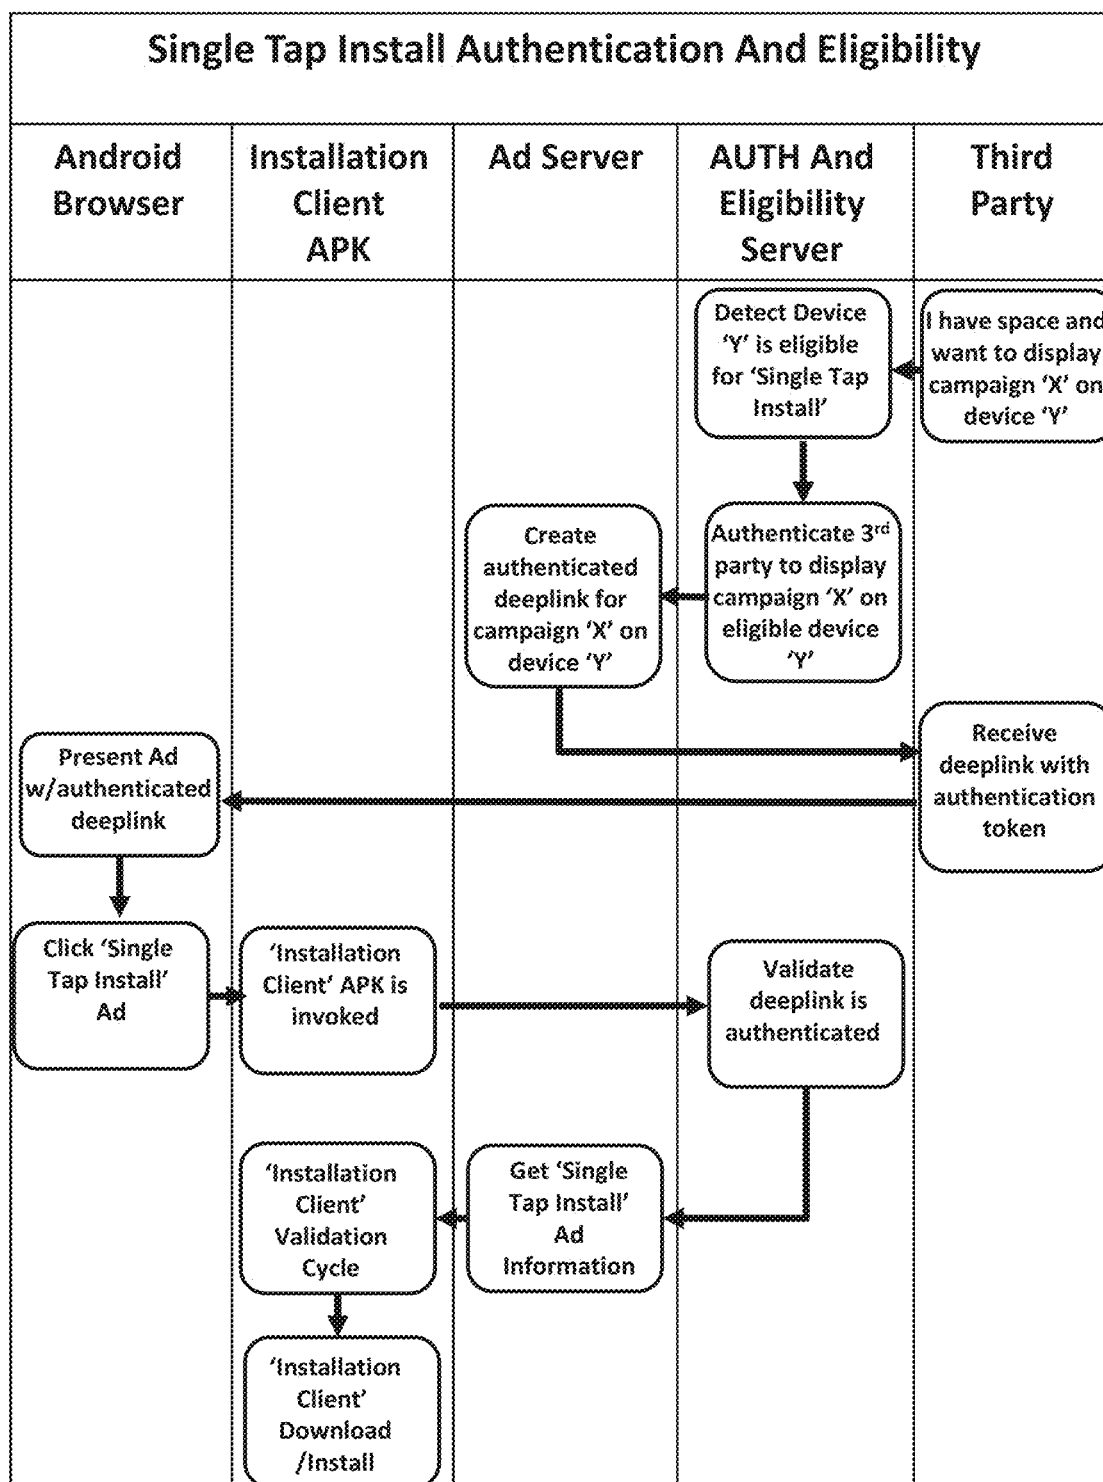 Single Tap Install Authentication And Eligibility
Android
Browser
Installation
Client
APK
Ad Server
AUTH And
Eligibility
Server
Third
Party
Detect Device
‘Y’ is eligible
for ‘Single Tap
Install’
I have space and
want to display
campaign ‘X’ on
device ‘Y’
Create
authenticated
deeplink for
campaign ‘X’ on
device ‘Y’
Authenticate 3rd
party to display
campaign ‘X’ on
eligible device
‘Y’
Present Ad
w/authenticated
deeplink
Receive
deeplink with
authentication
token
Click ‘Single
Tap Install’
Ad
‘Installation
Client’ APK is
invoked
Validate
deeplink is
authenticated
‘Installation
Client’
Validation
Cycle
Get ‘Single
Tap Install’
Ad
Information
‘Installation
Client’
Download
/Install